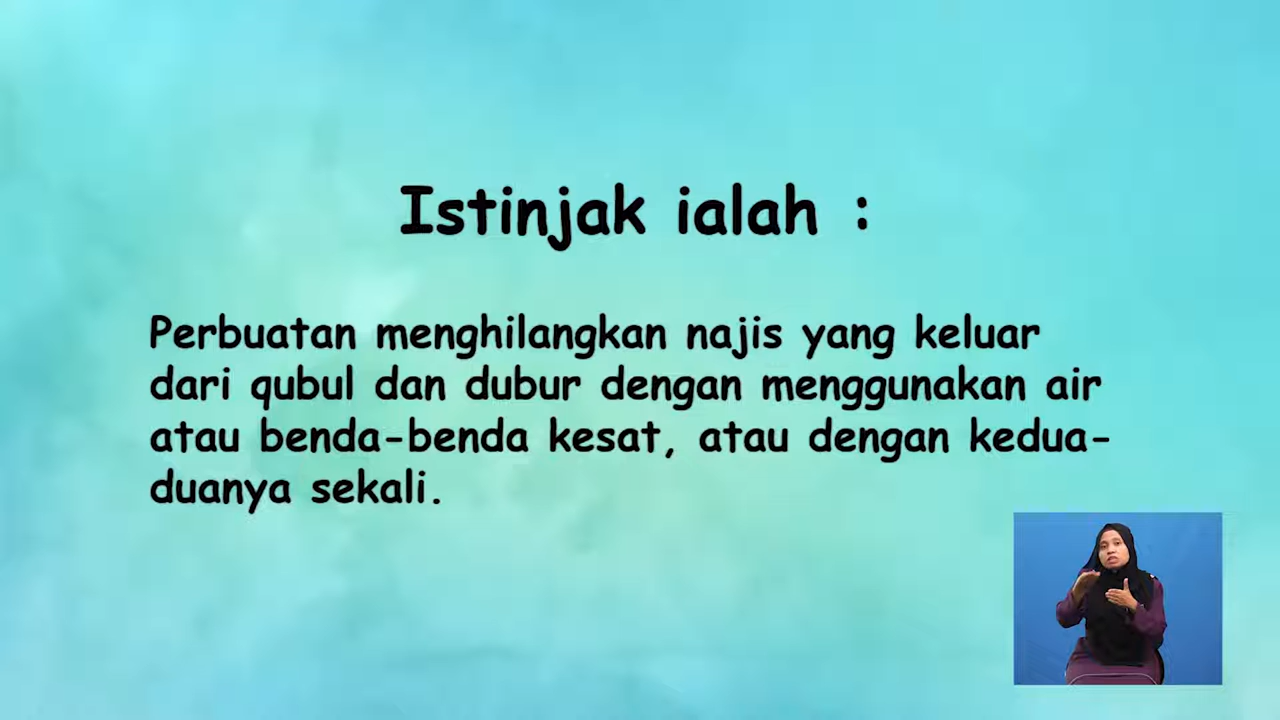 Istinjak ialah :
Perbuatan menghilangkan najis yang keluar
dari qubul dan dubur dengan menggunakan air
atau benda-benda kesat, atau dengan kedua-
duanya sekali.